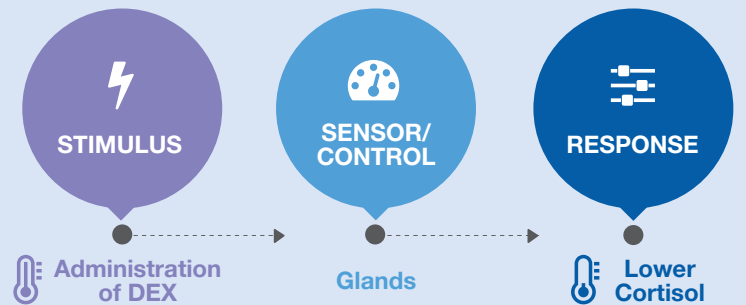 STIMULUS
SENSOR/
CONTROL
RESPONSE
Administration
of DEX
Glands
Lower
Cortisol